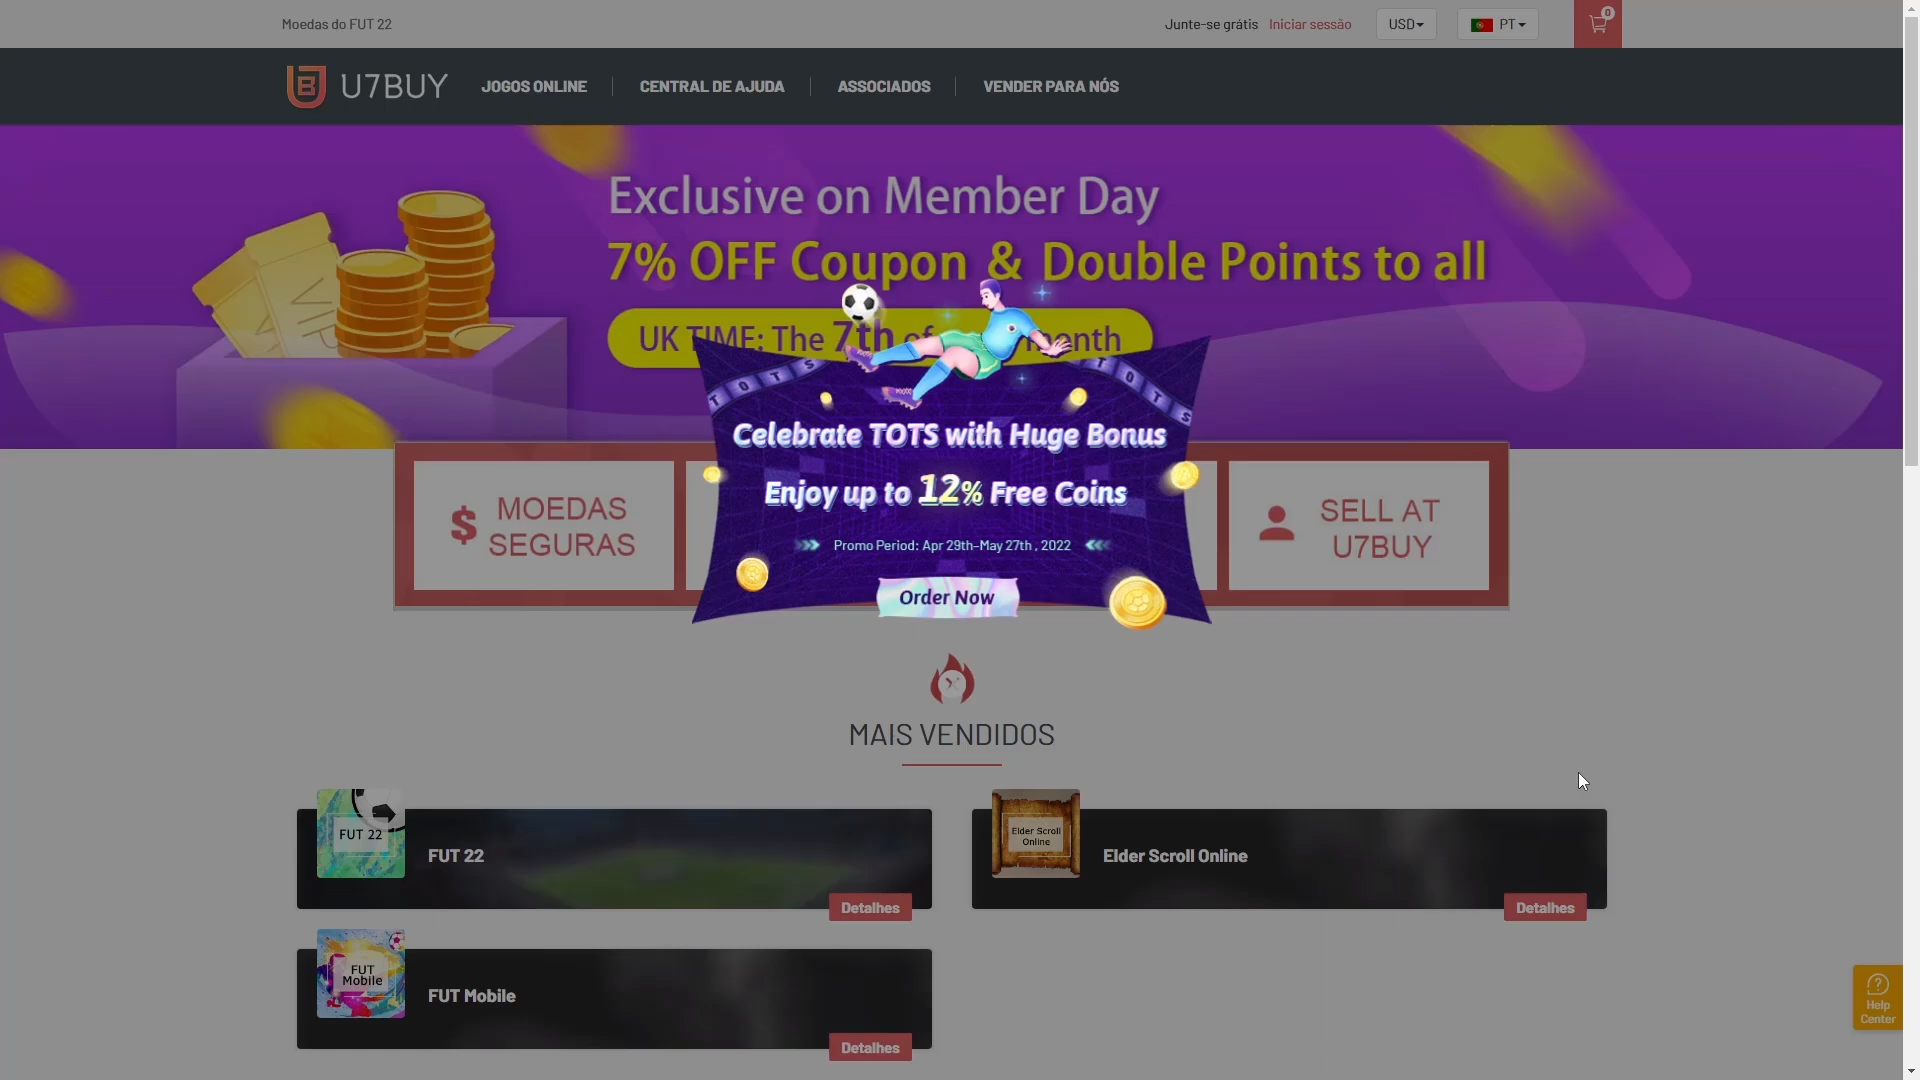 Moedas do FUT 22
Junte-se grátis Iniciar sessão USD PT 0
U7BUY JOGOS ONLINE CENTRAL DE AJUDA ASSOCIADOS VENDER PARA NÓS
Exclusive on Member Day
7% OFF Coupon & Double Points to all
UK TIME: The 7th of month
TOTS
TOTS
Celebrate TOTS with Huge Bonus
Enjoy up to 12% Free Coins
Promo Period: Apr 29th-May 27th , 2022
Order Now
MOEDAS
SEGURAS
SELL AT
U7BUY
MAIS VENDIDOS
FUT 22
FUT 22
Detalhes
Elder Scroll
Online
Elder Scroll Online
Detalhes
FUT
Mobile
FUT Mobile
Detalhes
Help
Center